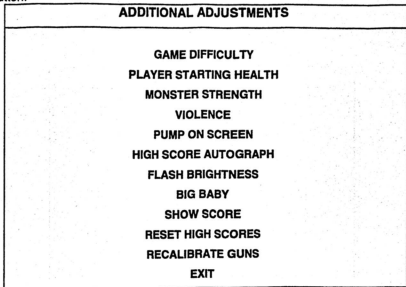 ADDITIONAL ADJUSTMENTS
GAME DIFFICULTY
PLAYER STARTING HEALTH
MONSTER STRENGTH
VIOLENCE
PUMP ON SCREEN
HIGH SCORE AUTOGRAPH
FLASH BRIGHTNESS
BIG BABY
SHOW SCORE
RESET HIGH SCORES
RECALIBRATE GUNS
EXIT